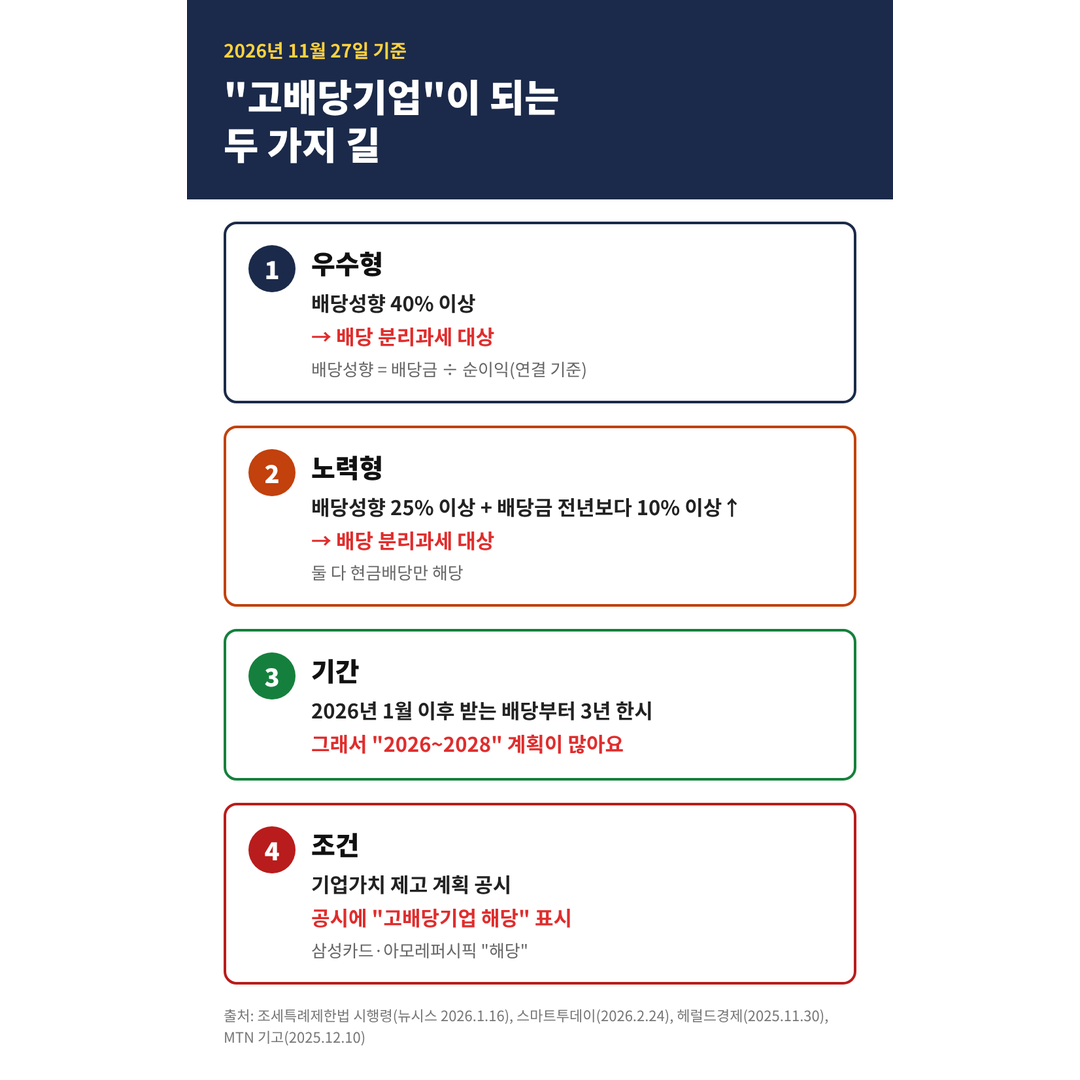 2026년 11월 27일 기준
"고배당기업"이 되는
두 가지 길
1
우수형
배당성향 40% 이상
→ 배당 분리과세 대상
배당성향 = 배당금 ÷ 순이익(연결 기준)
2
노력형
배당성향 25% 이상 + 배당금 전년보다 10% 이상↑
→ 배당 분리과세 대상
둘 다 현금배당만 해당
3
기간
2026년 1월 이후 받는 배당부터 3년 한시
그래서 "2026~2028" 계획이 많아요
4
조건
기업가치 제고 계획 공시
공시에 "고배당기업 해당" 표시
삼성카드·아모레퍼시픽 "해당"
출처: 조세특례제한법 시행령(뉴시스 2026.1.16), 스마트투데이(2026.2.24), 헤럴드경제(2025.11.30),
MTN 기고(2025.12.10)